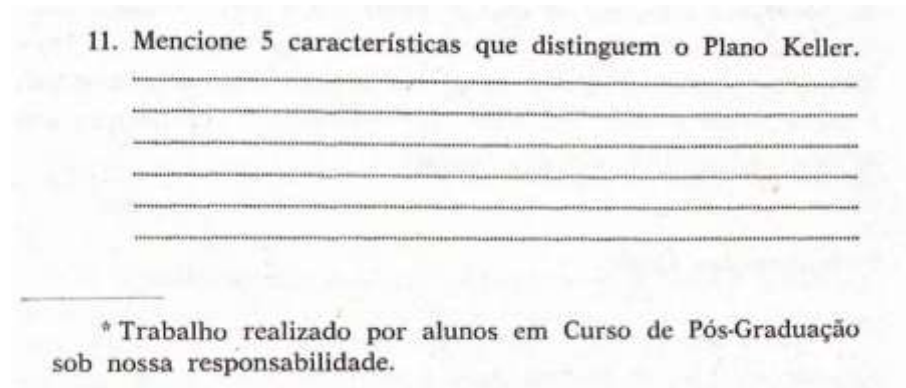 11. Mencione 5 características que distinguem o Plano Keller.
* Trabalho realizado por alunos em Curso de Pós-Graduação
sob nossa responsabilidade.